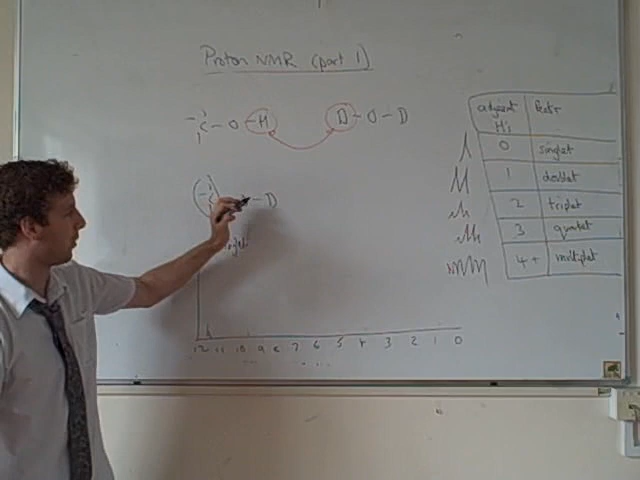 Proton NMR (part 1)
- C - O - H D - O - D
- D
12 11 10 9 8 7 6 5 4 3 2 1 0
adjacent H's
0 singlet
1 doublet
2 triplet
3 quartet
4 + multiplet